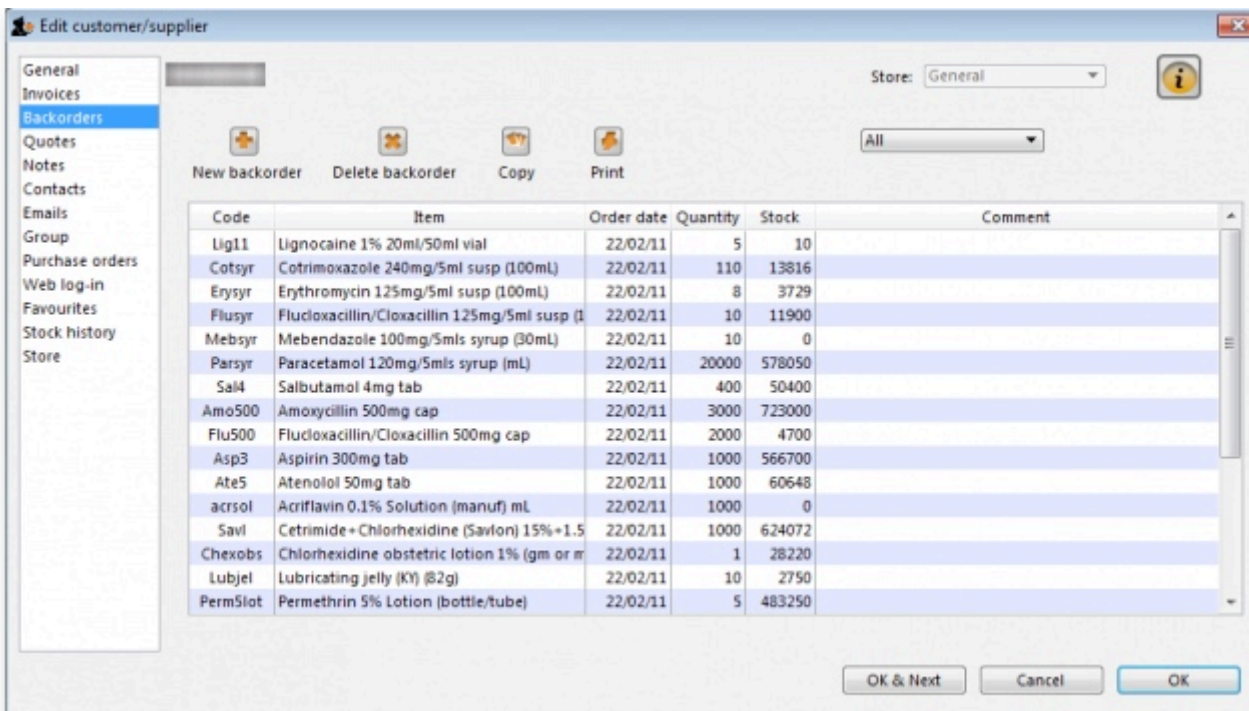 Edit customer/supplier
General
Invoices
Backorders
Quotes
Notes
Contacts
Emails
Group
Purchase orders
Web log-in
Favourites
Stock history
Store
Store: General
All
New backorder Delete backorder Copy Print
Code Item Order date Quantity Stock Comment
Lig11 Lignocaine 1% 20ml/50ml vial 22/02/11 5 10
Cotsyr Cotrimoxazole 240mg/5ml susp (100mL) 22/02/11 110 13816
Erysyr Erythromycin 125mg/5ml susp (100mL) 22/02/11 8 3729
Flusyr Flucloxacillin/Cloxacillin 125mg/5ml susp (1 22/02/11 10 11900
Mebsyr Mebendazole 100mg/5mls syrup (30mL) 22/02/11 10 0
Parsyr Paracetamol 120mg/5mls syrup (mL) 22/02/11 20000 578050
Sal4 Salbutamol 4mg tab 22/02/11 400 50400
Amo500 Amoxycillin 500mg cap 22/02/11 3000 723000
Flu500 Flucloxacillin/Cloxacillin 500mg cap 22/02/11 2000 4700
Asp3 Aspirin 300mg tab 22/02/11 1000 566700
Ate5 Atenolol 50mg tab 22/02/11 1000 60648
acrsol Acriflavin 0.1% Solution (manuf) mL 22/02/11 1000 0
Savl Cetrimide+Chlorhexidine (Savlon) 15%+1.5 22/02/11 1000 624072
Chexobs Chlorhexidine obstetric lotion 1% (gm or m 22/02/11 1 28220
Lubjel Lubricating jelly (KY) (82g) 22/02/11 10 2750
Perm5lot Permethrin 5% Lotion (bottle/tube) 22/02/11 5 483250
OK & Next Cancel OK